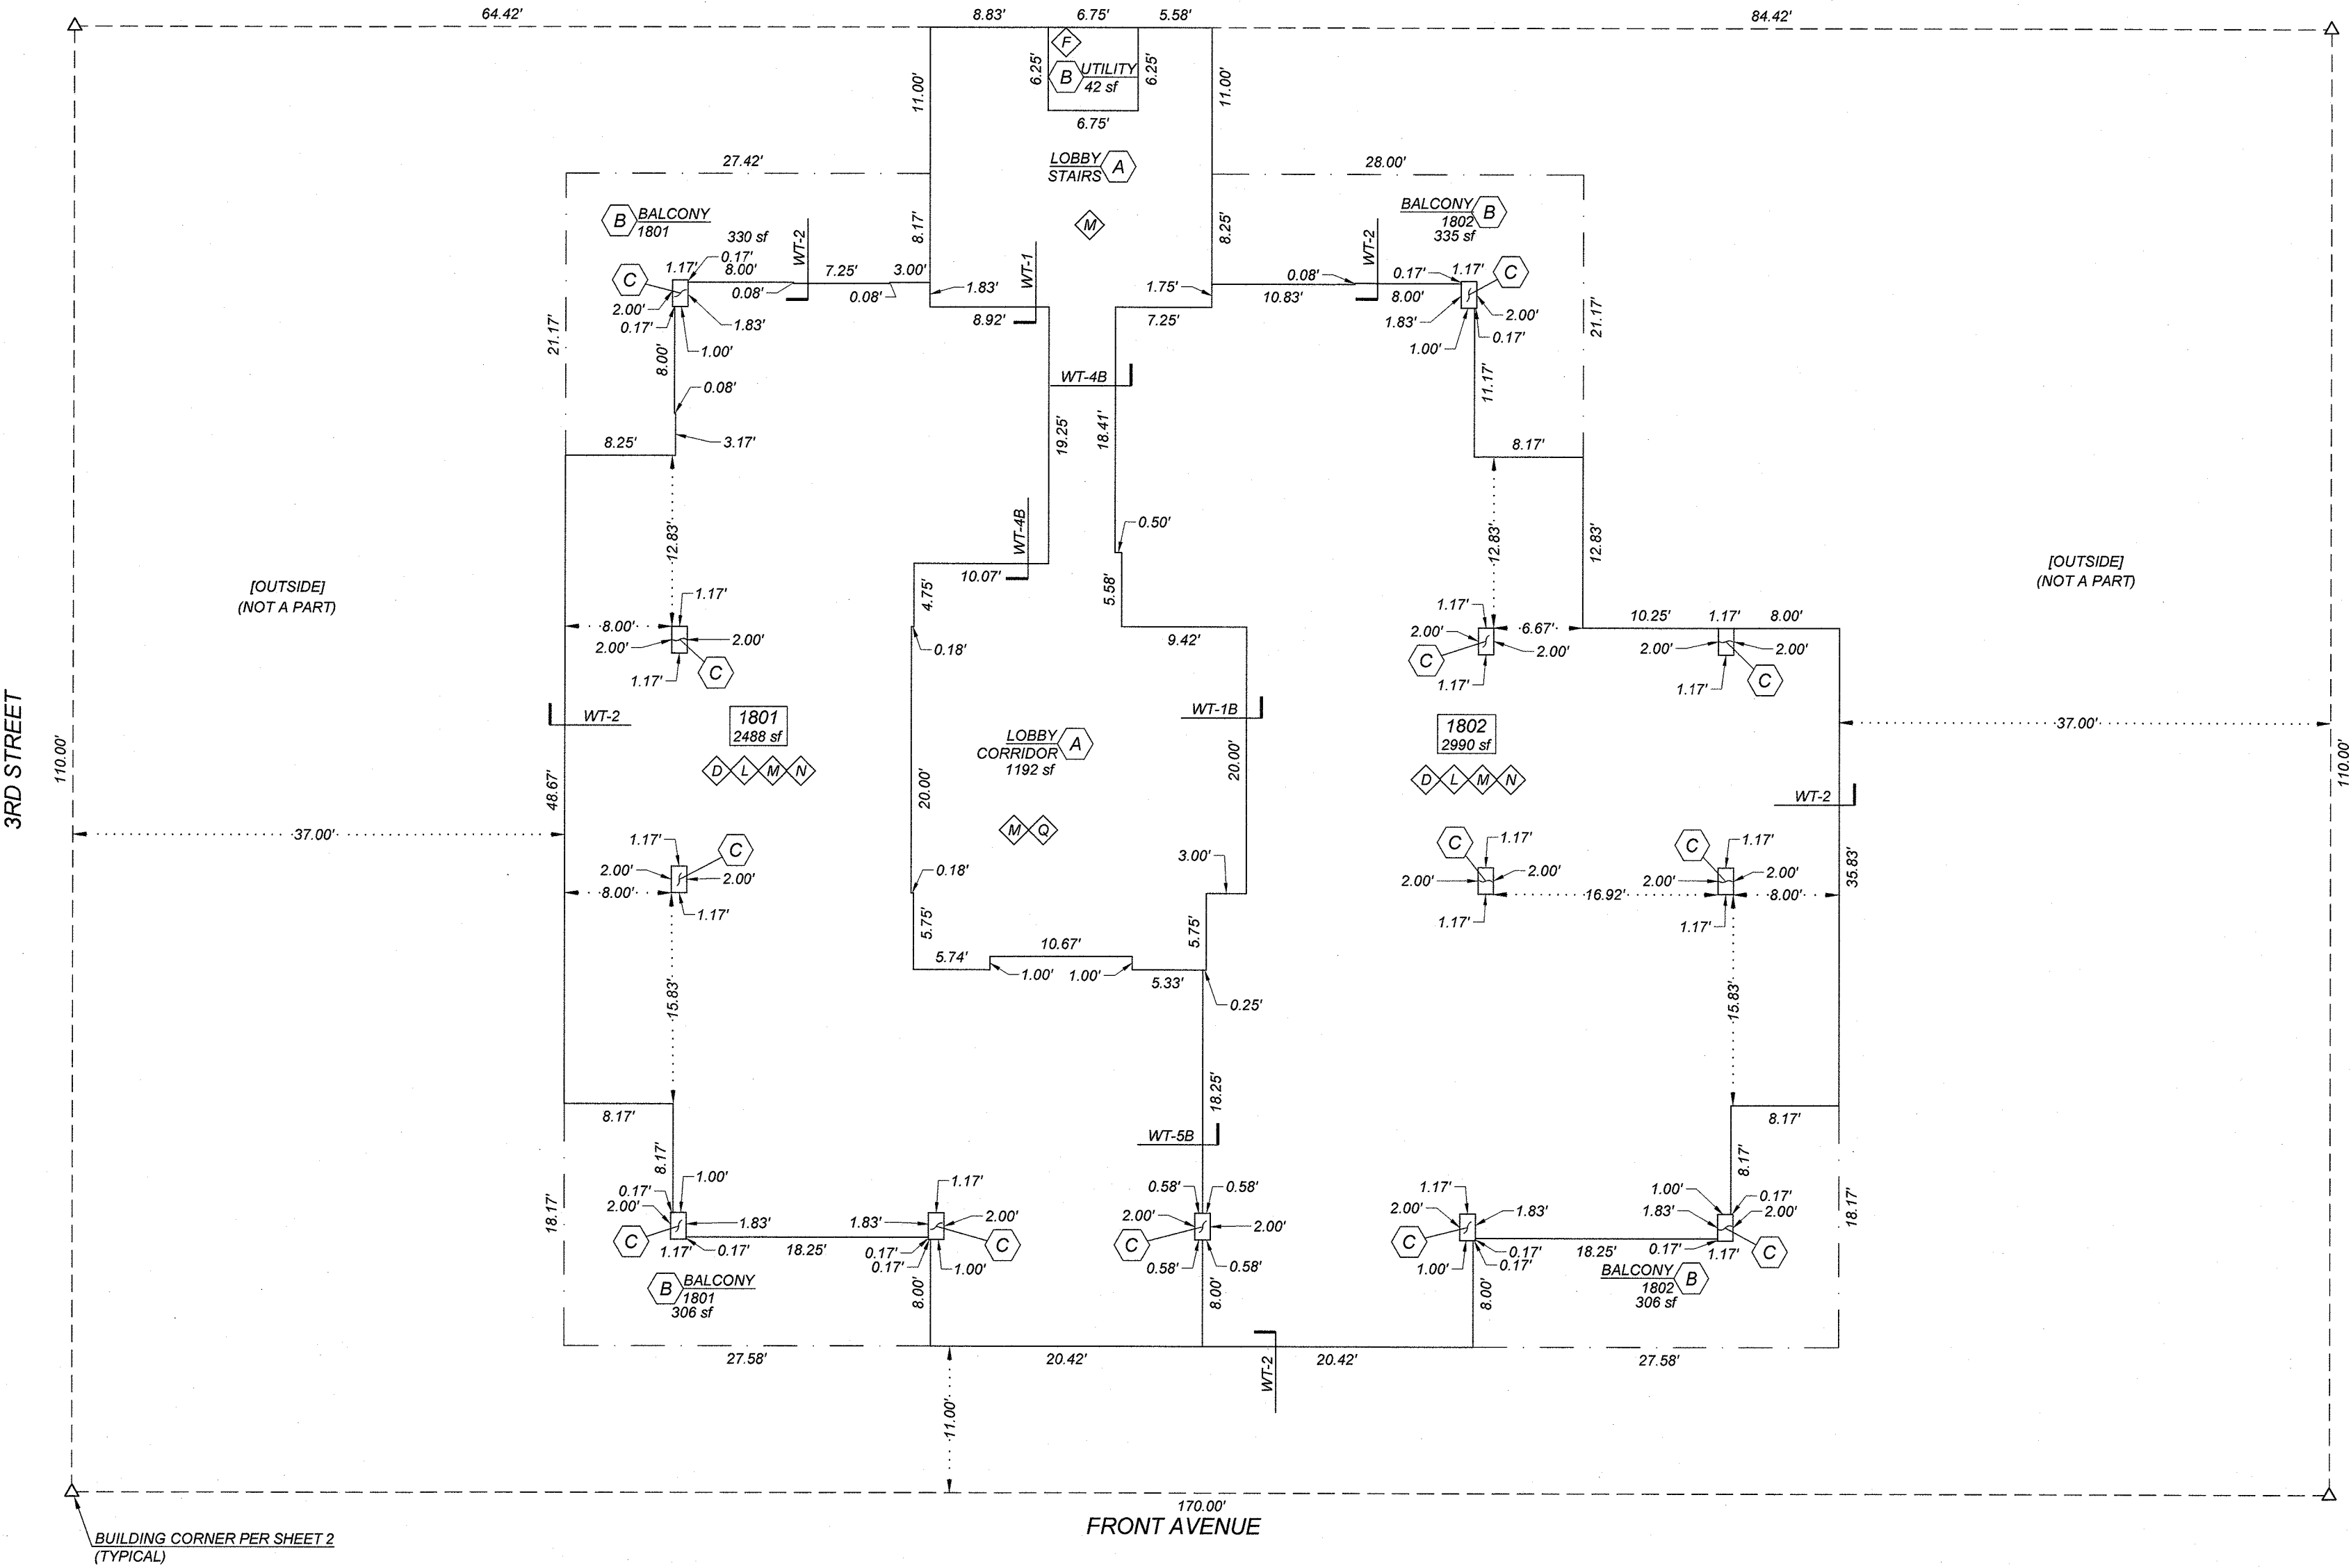 64.42' 8.83' 6.75' 5.58' 84.42'
F
6.25' B UTILITY 6.25'
42 sf
11.00' 11.00'
6.75'
27.42' LOBBY A 28.00'
STAIRS
B BALCONY
1801
M
BALCONY B
1802
335 sf
330 sf
WT-2 8.17' 8.25' WT-2
1.17' 0.17'
8.00' 7.25' 3.00' WT-1 0.08' 0.17' 1.17' C
C 0.08' 0.08' 1.83' 1.75' 10.83' 8.00'
2.00' 1.83' 1.83' 2.00'
0.17' 8.92' 7.25' 0.17'
1.00' 1.00'
21.17' 8.00' 21.17'
0.08' WT-4B 11.17'
8.25' 3.17' 19.25' 18.41' 8.17'
WT-4B 0.50'
12.83' 12.83' 12.83'
[OUTSIDE]
(NOT A PART)
[OUTSIDE]
(NOT A PART)
10.07'
4.75' 5.58'
1.17' 1.17' 10.25' 1.17' 8.00'
8.00' 2.00' 6.67'
2.00' 0.18' 9.42' 2.00' 2.00' 2.00' 2.00'
C C
1.17' 1.17' 1.17' C
WT-2 WT-1B
1801
2488 sf
1802
2990 sf
LOBBY A
CORRIDOR
1192 sf
D L M N
D L M N
37.00'
3RD STREET
110.00' 110.00'
48.67' 20.00' 20.00' WT-2
37.00' M Q
1.17' C C 1.17' C 1.17'
2.00' 2.00' 0.18' 3.00' 2.00' 2.00' 2.00' 2.00' 35.83'
8.00' 16.92' 8.00'
1.17' 1.17' 1.17'
5.75' 5.75'
10.67'
5.74' 1.00' 1.00' 5.33'
0.25'
15.83' 15.83'
18.25'
8.17' 8.17'
WT-5B
8.17' 8.17'
1.00' 1.17' 0.58' 0.58' 1.17' 1.00' 0.17'
0.17'
2.00' 1.83' 1.83' 2.00' 2.00' 2.00' 2.00' 1.83' 1.83' 2.00'
18.17' 18.17'
C 1.17' 0.17' 18.25' 0.17' C C C 0.17' 18.25' 0.17' 1.17' C
0.17' 1.00' 0.58' 0.58' 1.00' 0.17'
B BALCONY
1801
306 sf
BALCONY B
1802
306 sf
8.00' 8.00' 8.00'
27.58' 20.42' WT-2 20.42' 27.58'
11.00'
170.00'
FRONT AVENUE
BUILDING CORNER PER SHEET 2
(TYPICAL)